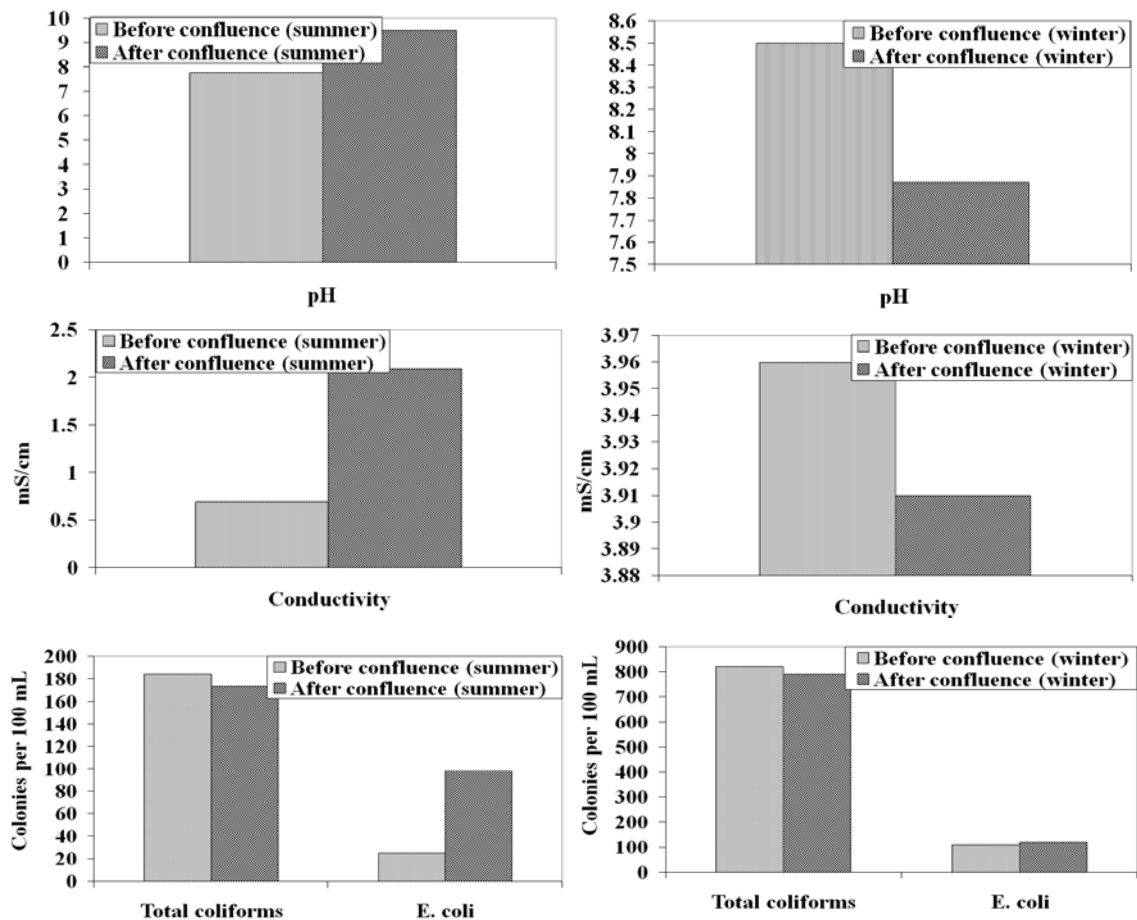 10
9
8
7
6
5
4
3
2
1
0
Before confluence (summer)
After confluence (summer)
pH
8.6
8.5
8.4
8.3
8.2
8.1
8
7.9
7.8
7.7
7.6
7.5
Before confluence (winter)
After confluence (winter)
pH
mS/cm
2.5
2
1.5
1
0.5
0
Before confluence (summer)
After confluence (summer)
Conductivity
mS/cm
3.97
3.96
3.95
3.94
3.93
3.92
3.91
3.9
3.89
3.88
Before confluence (winter)
After confluence (winter)
Conductivity
Colonies per 100 mL
200
180
160
140
120
100
80
60
40
20
0
Before confluence (summer)
After confluence (summer)
Total coliforms E. coli
Colonies per 100 mL
900
800
700
600
500
400
300
200
100
0
Before confluence (winter)
After confluence (winter)
Total coliforms E. coli